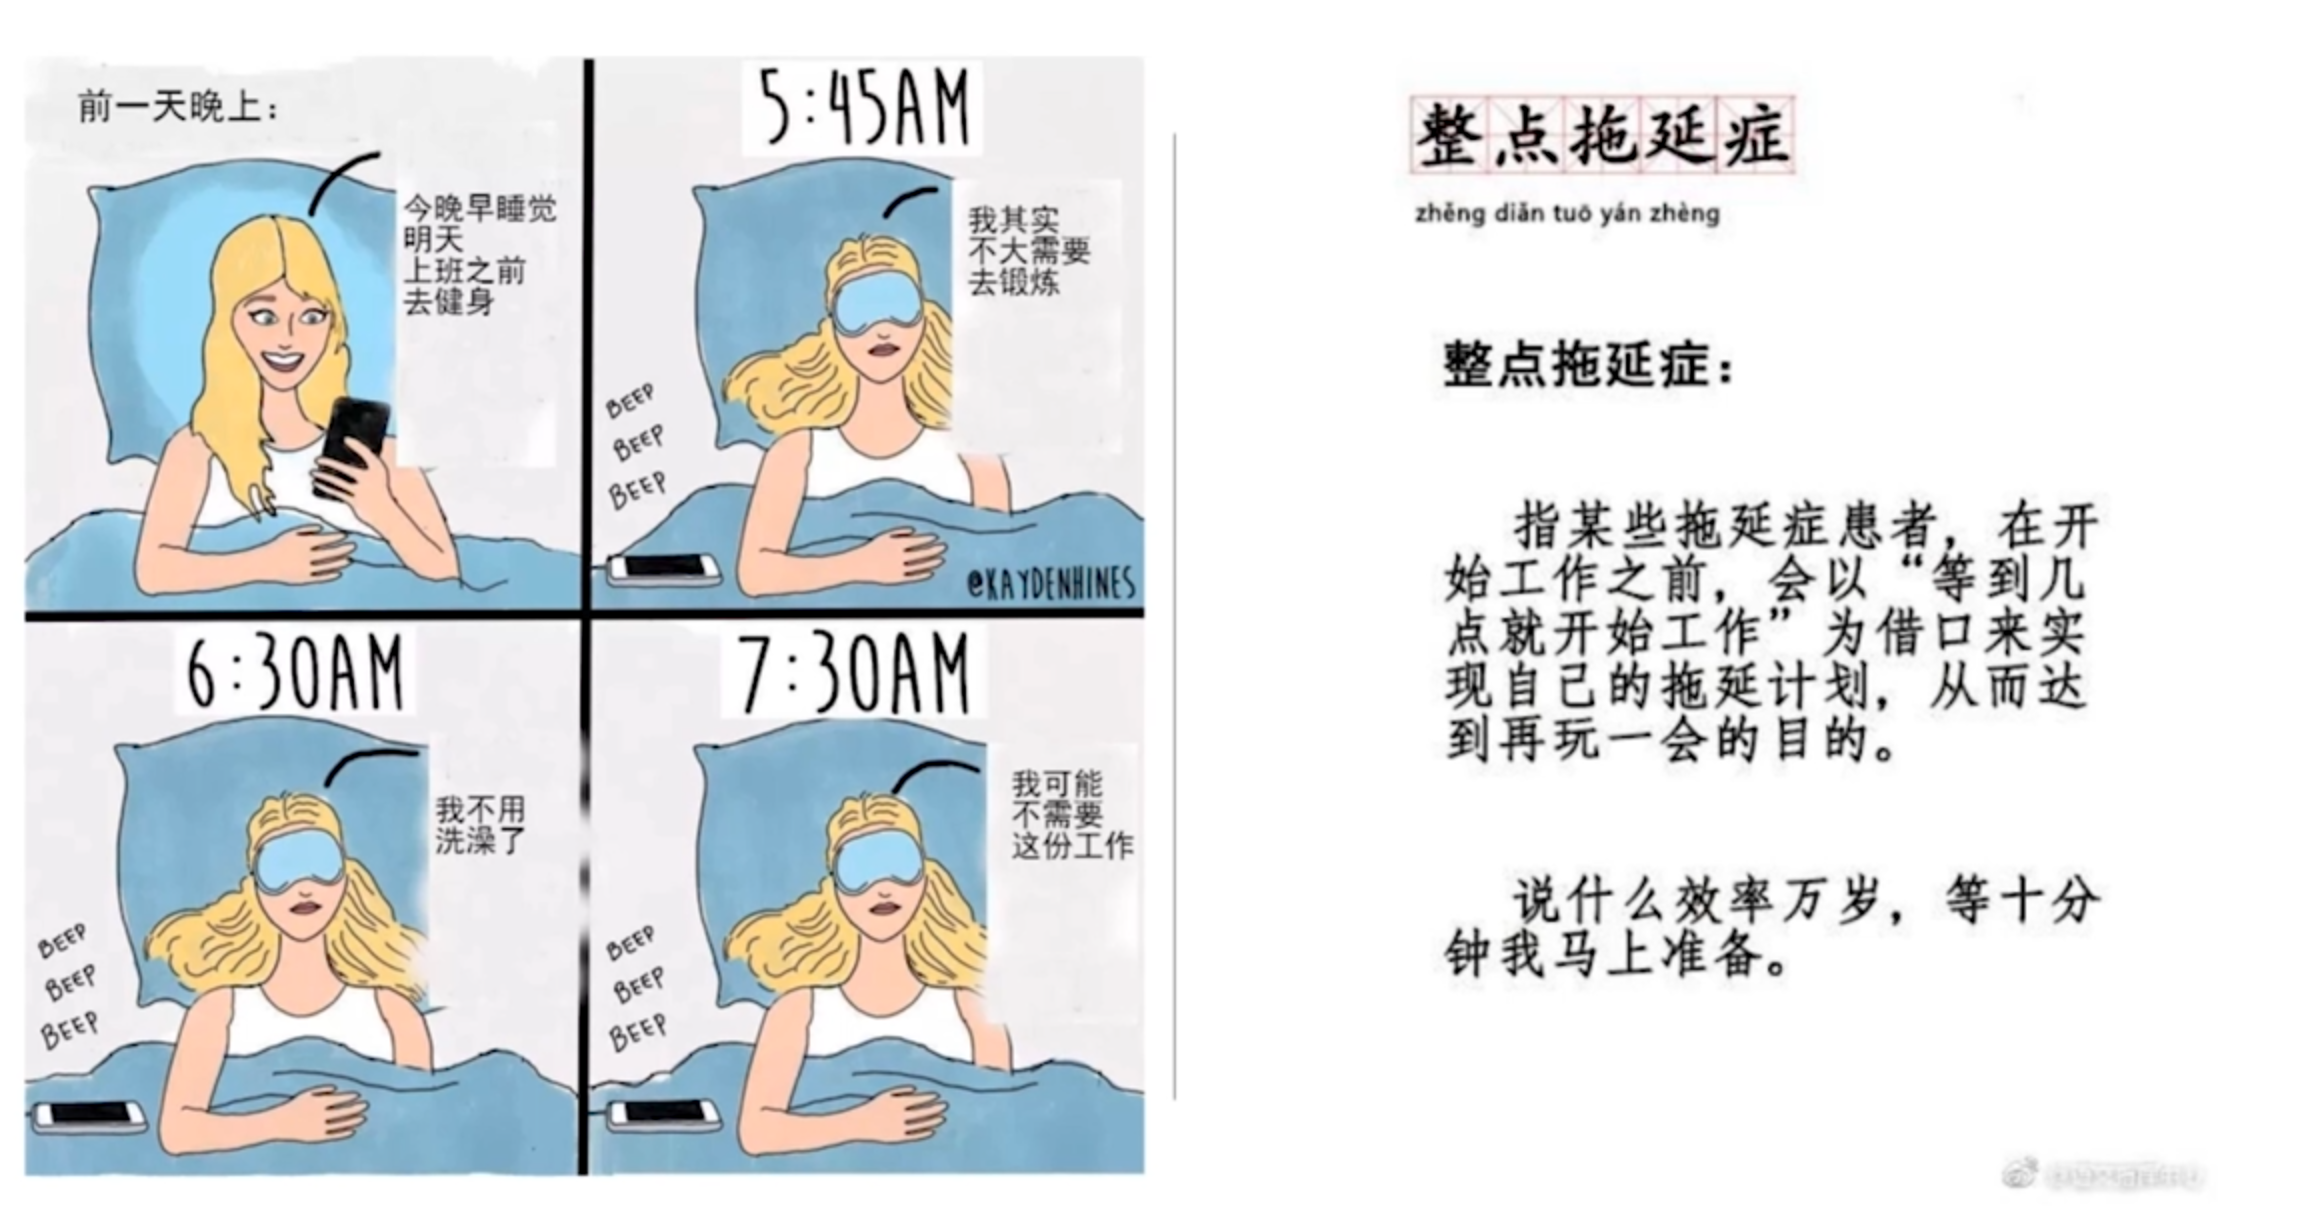 前一天晚上：
今晚早睡觉
明天
上班之前
去健身
5:45AM
我其实
不大需要
去锻炼
BEEP
BEEP
BEEP
@KAYDENHINES
6:30AM
我不用
洗澡了
BEEP
BEEP
BEEP
7:30AM
我可能
不需要
这份工作
BEEP
BEEP
BEEP
整点拖延症
zhěng diǎn tuō yán zhèng
整点拖延症：
指某些拖延症患者，在开
始工作之前，会以“等到几
点就开始工作”为借口来实
现自己的拖延计划，从而达
到再玩一会的目的。
说什么效率万岁，等十分
钟我马上准备。